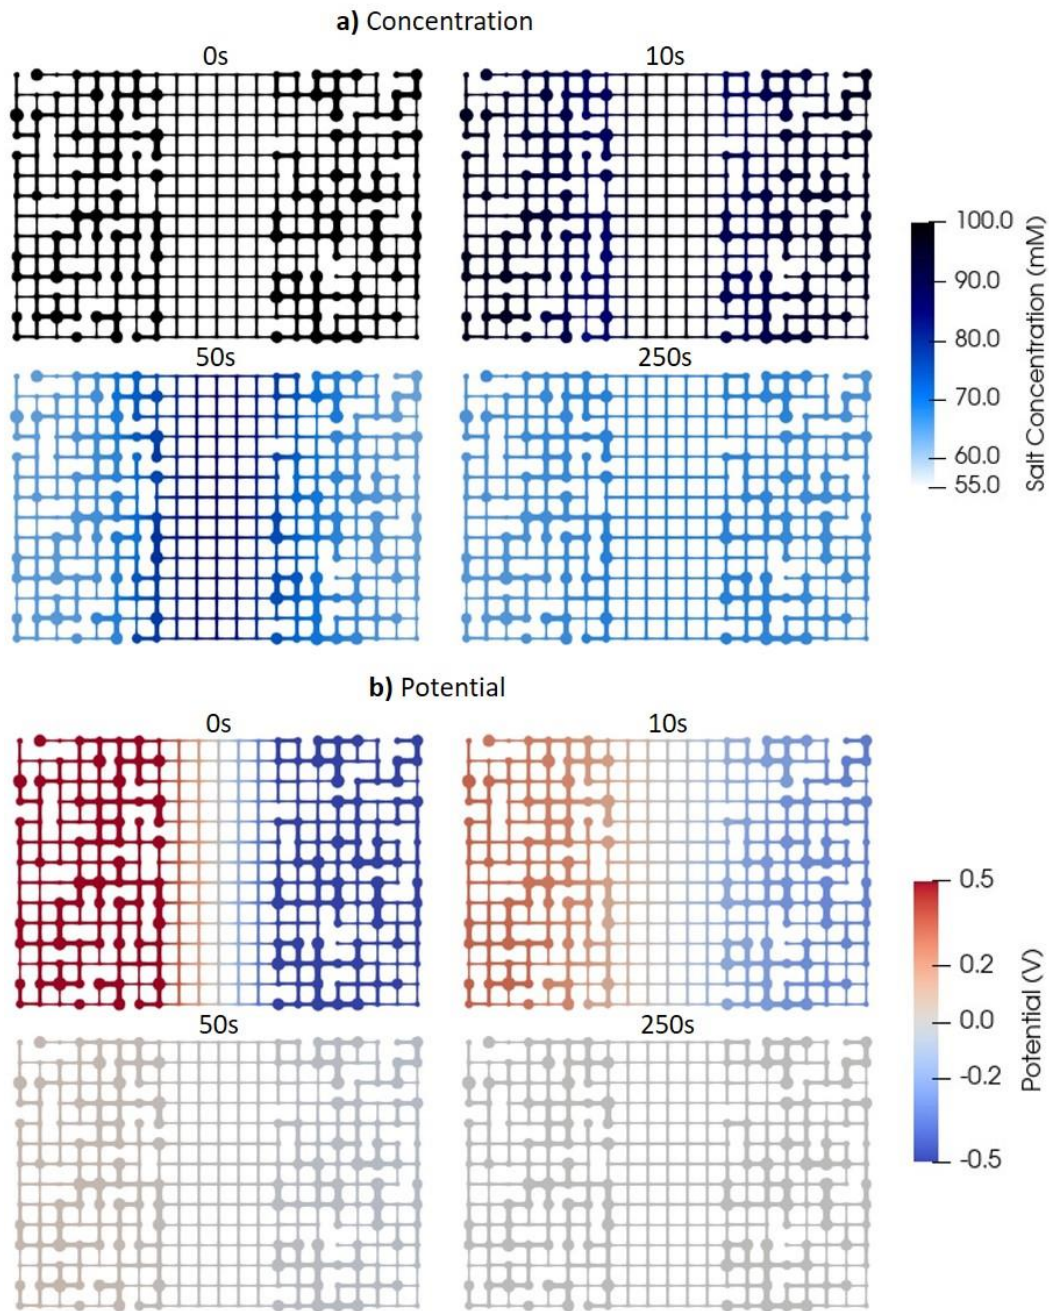 a) Concentration
0s
10s
50s
250s
100.0
90.0
80.0
70.0
60.0
55.0
Salt Concentration (mM)
b) Potential
0s
10s
50s
250s
0.5
0.2
0.0
-0.2
-0.5
Potential (V)